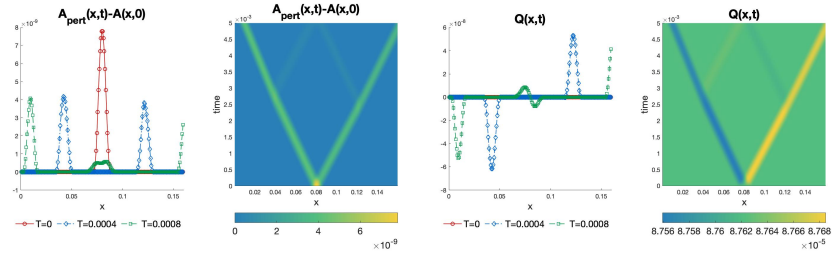 A_pert(x,t)-A(x,0)
×10^-9
8
7
6
5
4
3
2
1
0
-1
0 0.05 0.1 0.15
x
T=0 T=0.0004 T=0.0008
A_pert(x,t)-A(x,0)
×10^-3
5
4.5
4
3.5
3
2.5
2
1.5
1
0.5
0
time
0.02 0.04 0.06 0.08 0.1 0.12 0.14
x
0 2 4 6
×10^-9
Q(x,t)
×10^-8
6
4
2
0
-2
-4
-6
-8
0 0.05 0.1 0.15
x
T=0 T=0.0004 T=0.0008
Q(x,t)
×10^-3
5
4.5
4
3.5
3
2.5
2
1.5
1
0.5
0
time
0.02 0.04 0.06 0.08 0.1 0.12 0.14
x
8.756 8.758 8.76 8.762 8.764 8.766 8.768
×10^-5